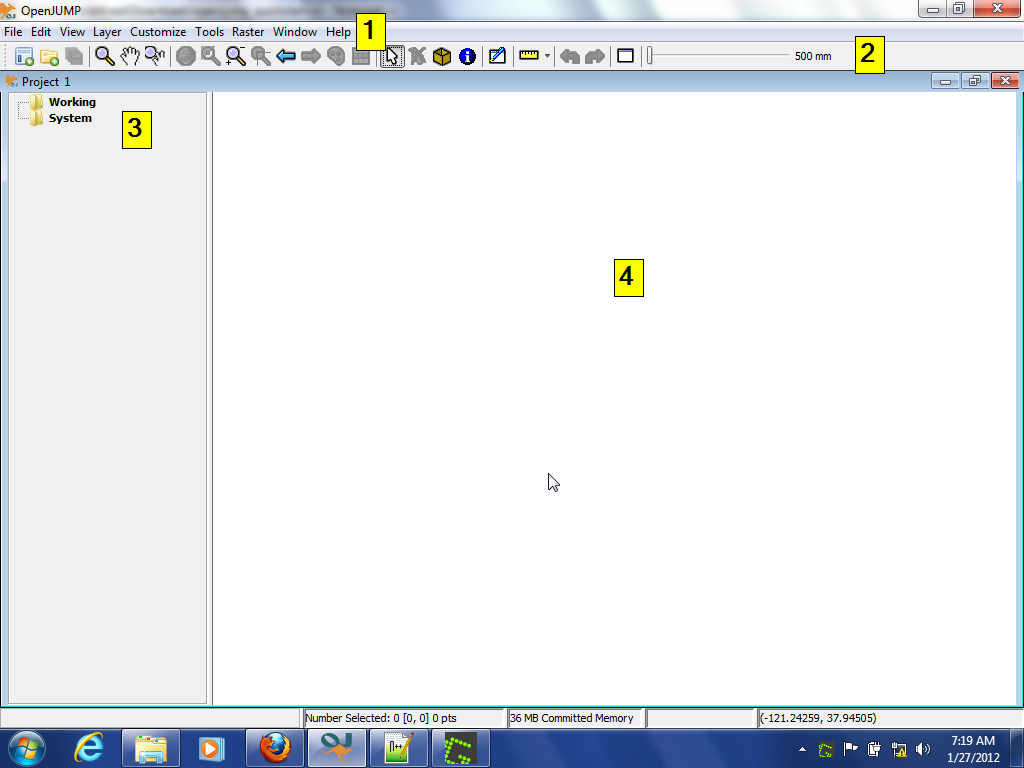 OpenJUMP
File Edit View Layer Customize Tools Raster Window Help
1
500 mm
2
Project 1
Working
System
3
4
Number Selected: 0 [0, 0] 0 pts 36 MB Committed Memory (-121.24259, 37.94505)
7:19 AM
1/27/2012